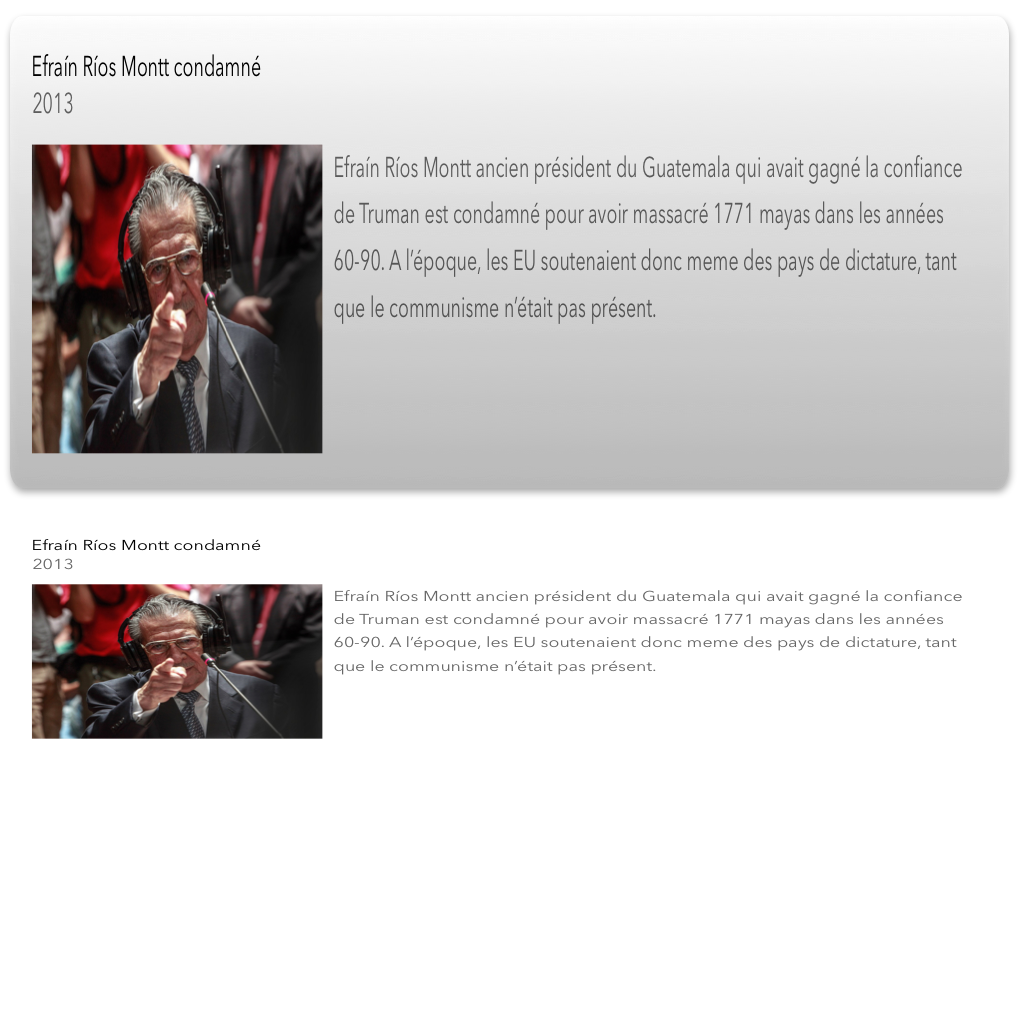 Efraín Ríos Montt condamné
2013
Efraín Ríos Montt ancien président du Guatemala qui avait gagné la confiance
de Truman est condamné pour avoir massacré 1771 mayas dans les années
60-90. A l’époque, les EU soutenaient donc meme des pays de dictature, tant
que le communisme n’était pas présent.
Efraín Ríos Montt condamné
2013
Efraín Ríos Montt ancien président du Guatemala qui avait gagné la confiance
de Truman est condamné pour avoir massacré 1771 mayas dans les années
60-90. A l’époque, les EU soutenaient donc meme des pays de dictature, tant
que le communisme n’était pas présent.